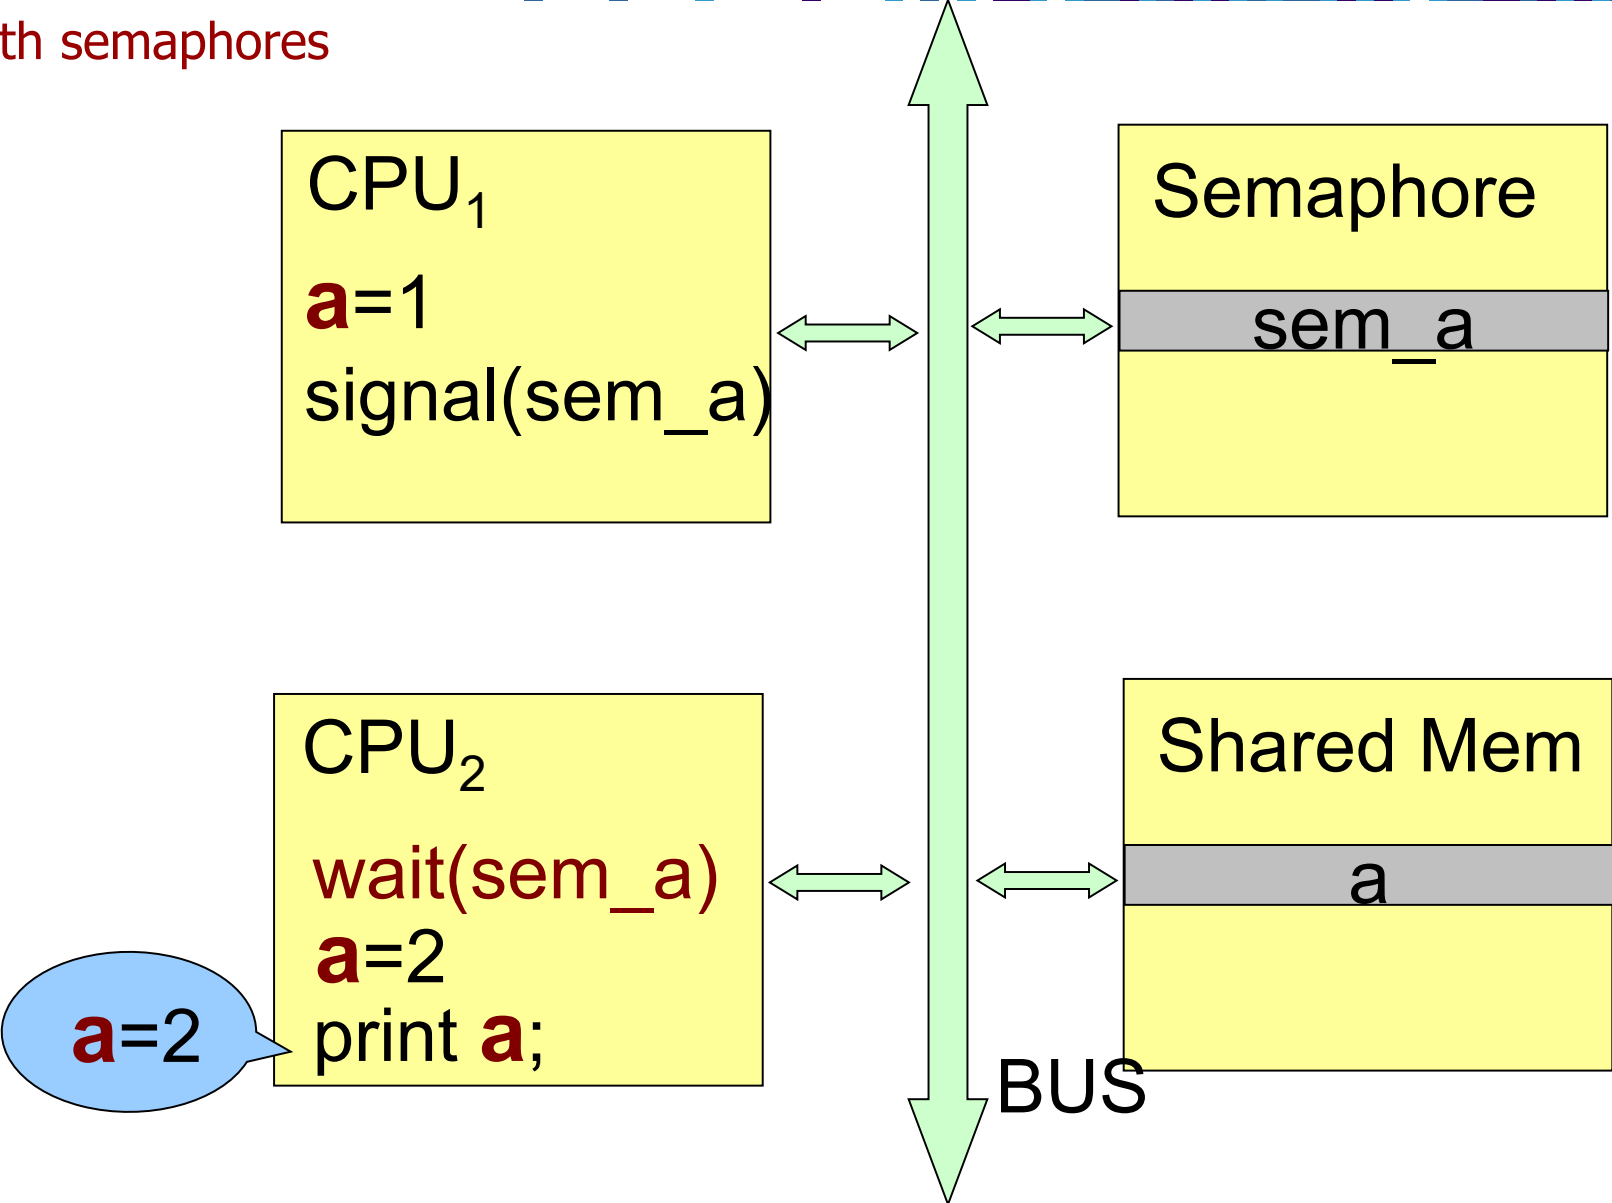 th semaphores
CPU₁
a=1
signal(sem_a)
Semaphore
sem_a
CPU₂
wait(sem_a)
a=2
print a;
a=2
Shared Mem
a
BUS